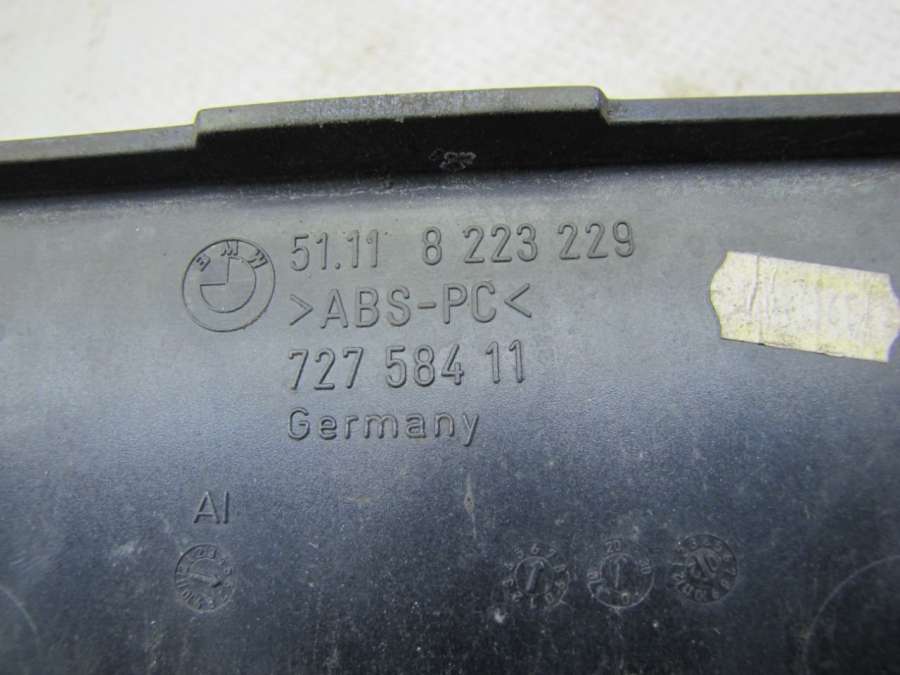 BMW
51.11 8 223 229
>ABS-PC<
727 584 11
Germany
AI